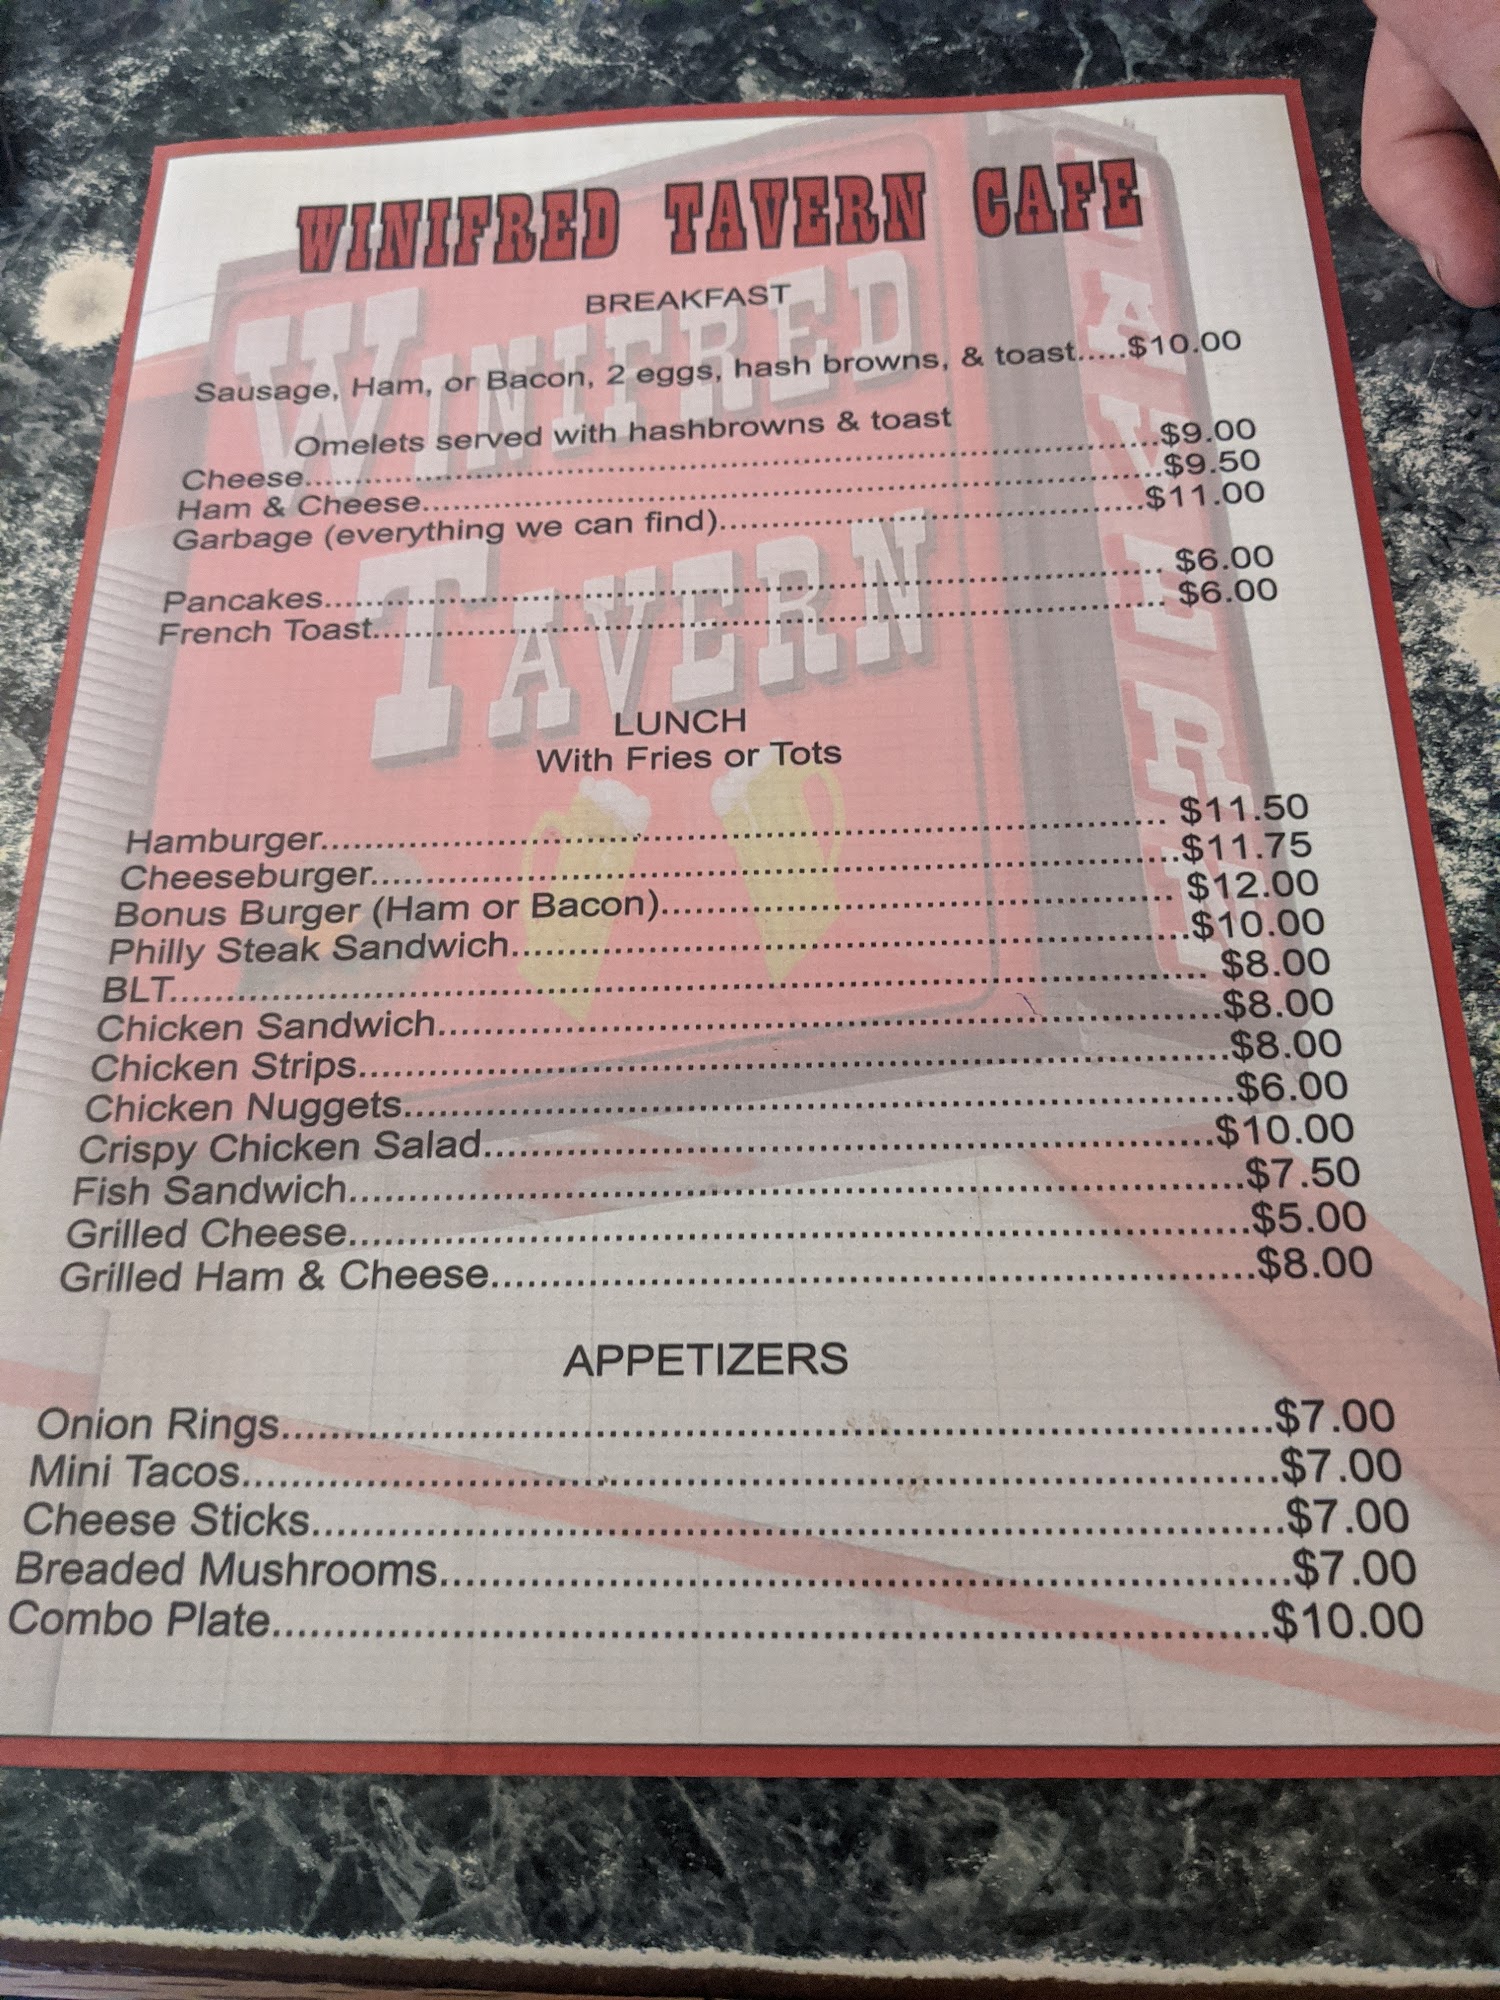 WINIFRED TAVERN CAFE
BREAKFAST
Sausage, Ham, or Bacon, 2 eggs, hash browns, & toast.....$10.00
Omelets served with hashbrowns & toast
Cheese........................$9.00
Ham & Cheese........................$9.50
Garbage (everything we can find)........................$11.00
Pancakes........................ $6.00
French Toast........................ $6.00
LUNCH
With Fries or Tots
Hamburger........................ $11.50
Cheeseburger........................$11.75
Bonus Burger (Ham or Bacon)........................ $12.00
Philly Steak Sandwich........................$10.00
BLT........................ $8.00
Chicken Sandwich........................$8.00
Chicken Strips........................$8.00
Chicken Nuggets........................$6.00
Crispy Chicken Salad........................$10.00
Fish Sandwich........................$7.50
Grilled Cheese........................$5.00
Grilled Ham & Cheese........................$8.00
APPETIZERS
Onion Rings........................$7.00
Mini Tacos........................$7.00
Cheese Sticks........................$7.00
Breaded Mushrooms........................$7.00
Combo Plate........................$10.00
WINIFRED
TAVERN
TAVERN